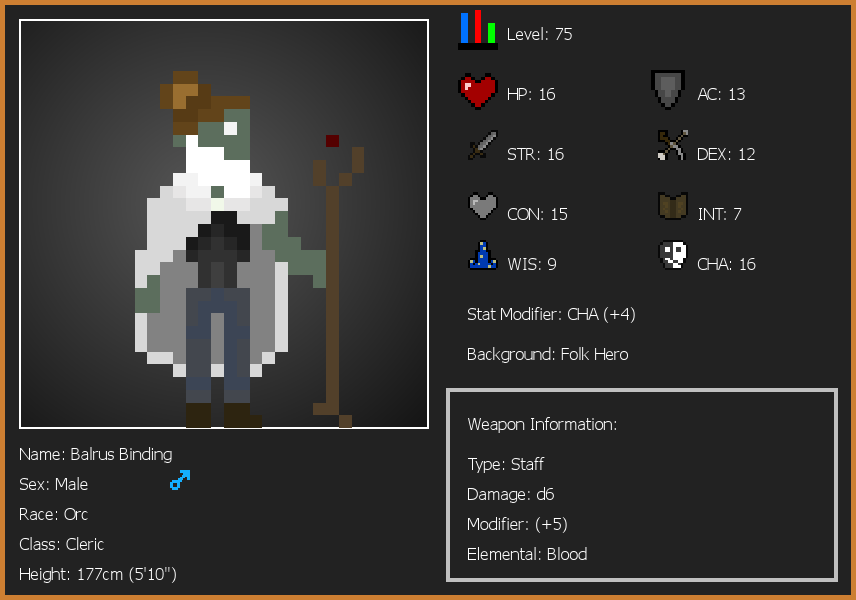 Level: 75
HP: 16
AC: 13
STR: 16
DEX: 12
CON: 15
INT: 7
WIS: 9
CHA: 16
Stat Modifier: CHA (+4)
Background: Folk Hero
Weapon Information:
Type: Staff
Damage: d6
Modifier: (+5)
Elemental: Blood
Name: Balrus Binding
Sex: Male
Race: Orc
Class: Cleric
Height: 177cm (5'10")